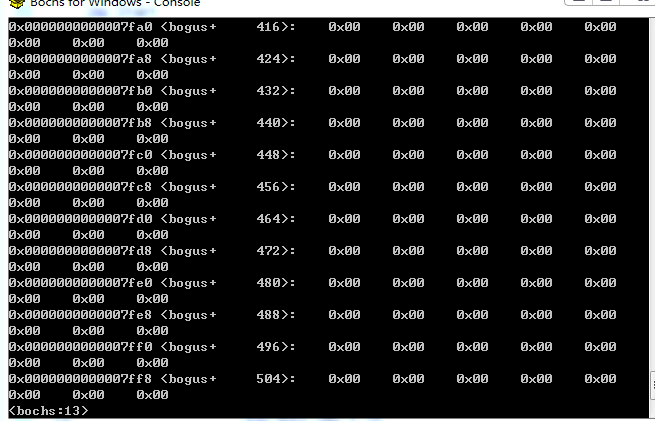 Bochs for Windows - Console
0x0000000000007fa0 <bogus+     416>:    0x00    0x00    0x00    0x00    0x00
0x00    0x00    0x00
0x0000000000007fa8 <bogus+     424>:    0x00    0x00    0x00    0x00    0x00
0x00    0x00    0x00
0x0000000000007fb0 <bogus+     432>:    0x00    0x00    0x00    0x00    0x00
0x00    0x00    0x00
0x0000000000007fb8 <bogus+     440>:    0x00    0x00    0x00    0x00    0x00
0x00    0x00    0x00
0x0000000000007fc0 <bogus+     448>:    0x00    0x00    0x00    0x00    0x00
0x00    0x00    0x00
0x0000000000007fc8 <bogus+     456>:    0x00    0x00    0x00    0x00    0x00
0x00    0x00    0x00
0x0000000000007fd0 <bogus+     464>:    0x00    0x00    0x00    0x00    0x00
0x00    0x00    0x00
0x0000000000007fd8 <bogus+     472>:    0x00    0x00    0x00    0x00    0x00
0x00    0x00    0x00
0x0000000000007fe0 <bogus+     480>:    0x00    0x00    0x00    0x00    0x00
0x00    0x00    0x00
0x0000000000007fe8 <bogus+     488>:    0x00    0x00    0x00    0x00    0x00
0x00    0x00    0x00
0x0000000000007ff0 <bogus+     496>:    0x00    0x00    0x00    0x00    0x00
0x00    0x00    0x00
0x0000000000007ff8 <bogus+     504>:    0x00    0x00    0x00    0x00    0x00
0x00    0x00    0x00
<bochs:13>